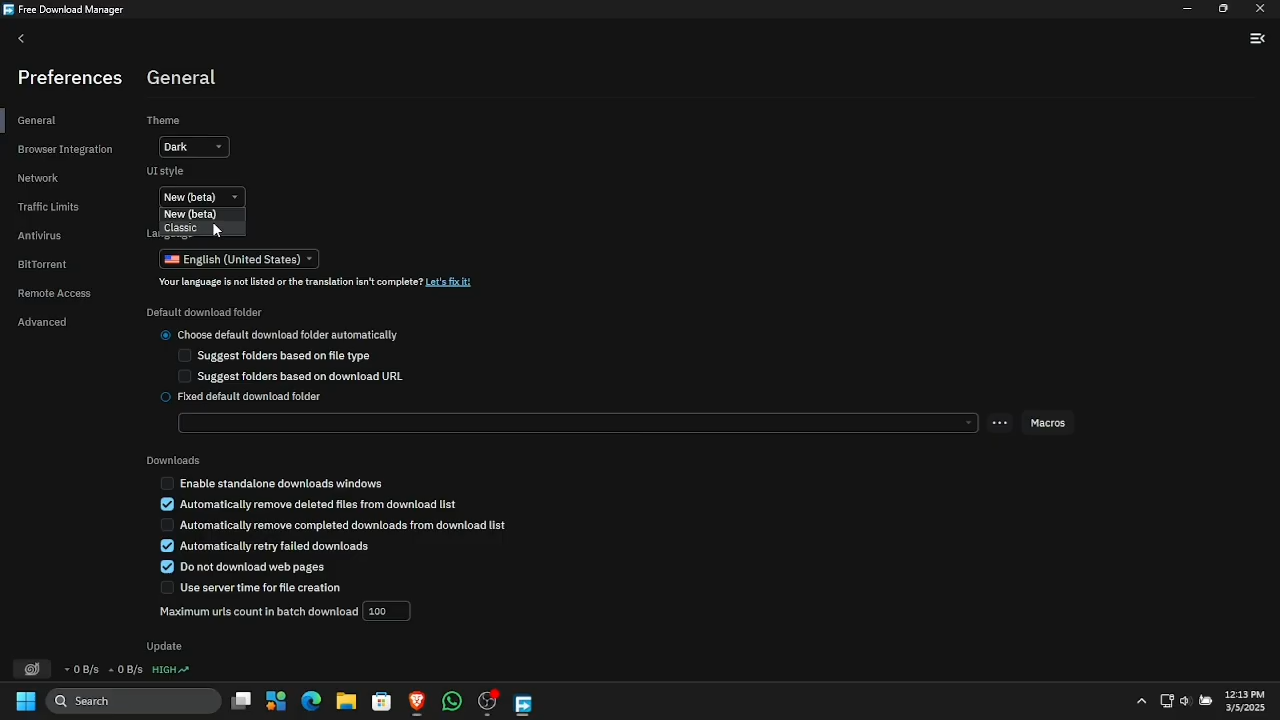 Free Download Manager
Preferences
General
General
Browser Integration
Network
Traffic Limits
Antivirus
BitTorrent
Remote Access
Advanced
Theme
Dark
UI style
New (beta)
New (beta)
Classic
English (United States)
Your language is not listed or the translation isn't complete? Let's fix it!
Default download folder
Choose default download folder automatically
Suggest folders based on file type
Suggest folders based on download URL
Fixed default download folder
Macros
Downloads
Enable standalone downloads windows
Automatically remove deleted files from download list
Automatically remove completed downloads from download list
Automatically retry failed downloads
Do not download web pages
Use server time for file creation
Maximum urls count in batch download 100
Update
0 B/s 0 B/s HIGH
Search
12:13 PM
3/5/2025